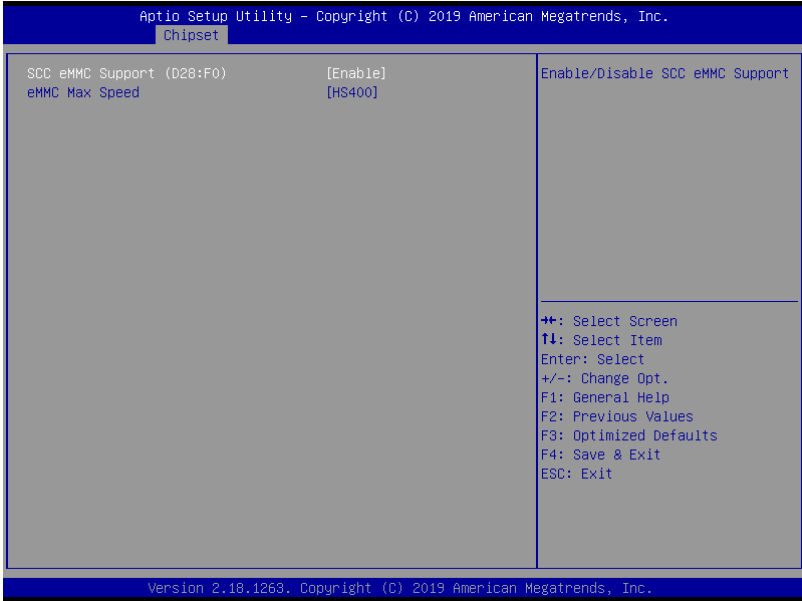 Aptio Setup Utility – Copyright (C) 2019 American Megatrends, Inc.
Chipset
SCC eMMC Support (D28:F0) [Enable]
eMMC Max Speed [HS400]
Enable/Disable SCC eMMC Support
→←: Select Screen
↑↓: Select Item
Enter: Select
+/-: Change Opt.
F1: General Help
F2: Previous Values
F3: Optimized Defaults
F4: Save & Exit
ESC: Exit
Version 2.18.1263. Copyright (C) 2019 American Megatrends, Inc.